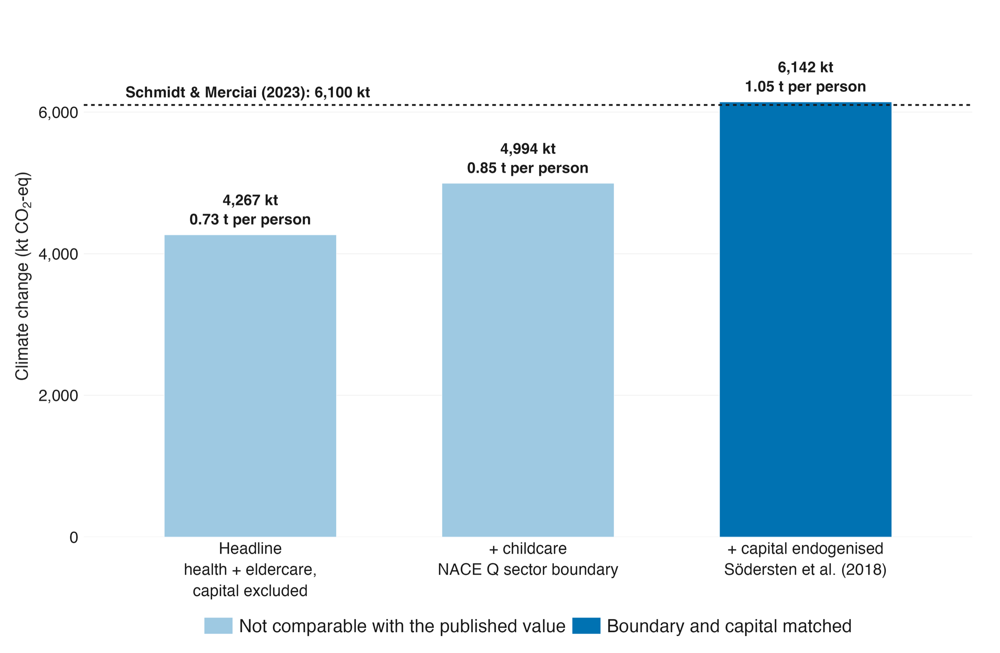 6,142 kt
1.05 t per person
Schmidt & Merciai (2023): 6,100 kt
6,000
4,994 kt
0.85 t per person
4,267 kt
0.73 t per person
4,000
Climate change (kt CO₂-eq)
2,000
0
Headline
health + eldercare,
capital excluded
+ childcare
NACE Q sector boundary
+ capital endogenised
Södersten et al. (2018)
Not comparable with the published value
Boundary and capital matched